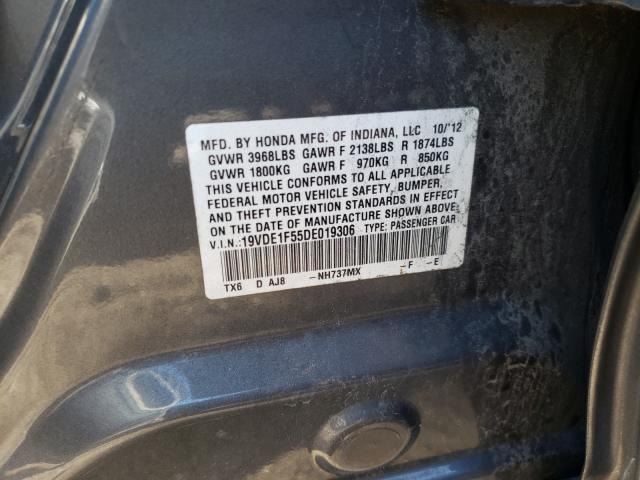 MFD. BY HONDA MFG. OF INDIANA, LLC 10/'12
GVWR 3968LBS GAWR F 2138LBS R 1874LBS
GVWR 1800KG GAWR F 970KG R 850KG
THIS VEHICLE CONFORMS TO ALL APPLICABLE
FEDERAL MOTOR VEHICLE SAFETY, BUMPER,
AND THEFT PREVENTION STANDARDS IN EFFECT
ON THE DATE OF MANUFACTURE SHOWN ABOVE.
V.I.N.: 19VDE1F55DE019306 TYPE: PASSENGER CAR
TX6 D AJ8 -NH737MX -F -E